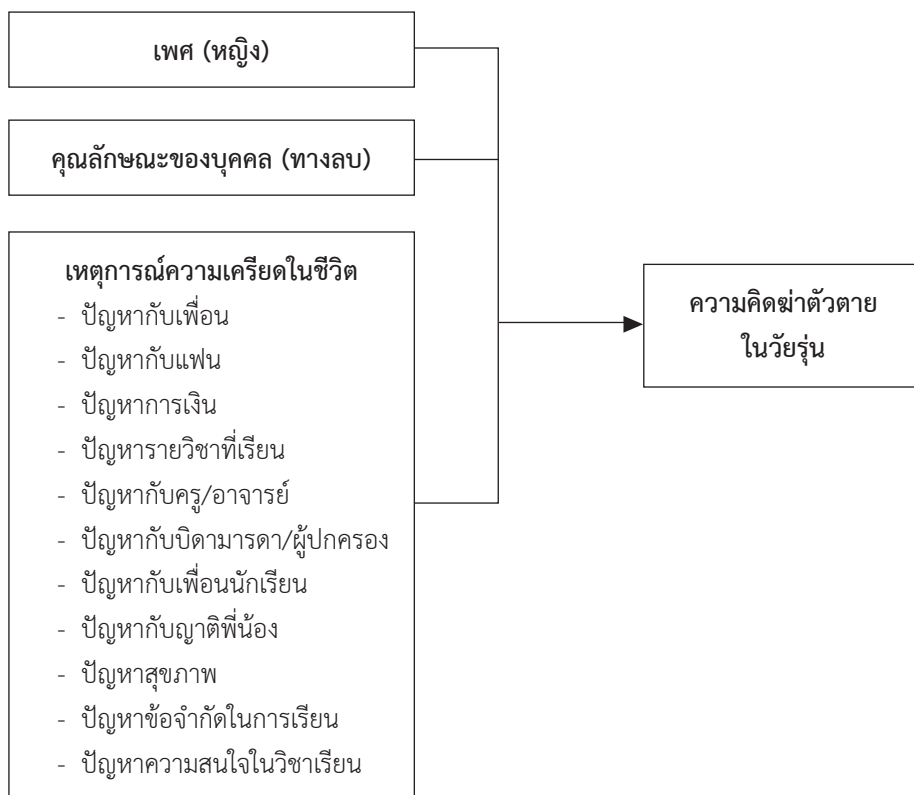 เพศ (หญิง)
คุณลักษณะของบุคคล (ทางลบ)
เหตุการณ์ความเครียดในชีวิต
- ปัญหากับเพื่อน
- ปัญหากับแฟน
- ปัญหาการเงิน
- ปัญหารายวิชาที่เรียน
- ปัญหากับครู/อาจารย์
- ปัญหากับบิดามารดา/ผู้ปกครอง
- ปัญหากับเพื่อนนักเรียน
- ปัญหากับญาติพี่น้อง
- ปัญหาสุขภาพ
- ปัญหาข้อจำกัดในการเรียน
- ปัญหาความสนใจในวิชาเรียน
ความคิดฆ่าตัวตาย
ในวัยรุ่น